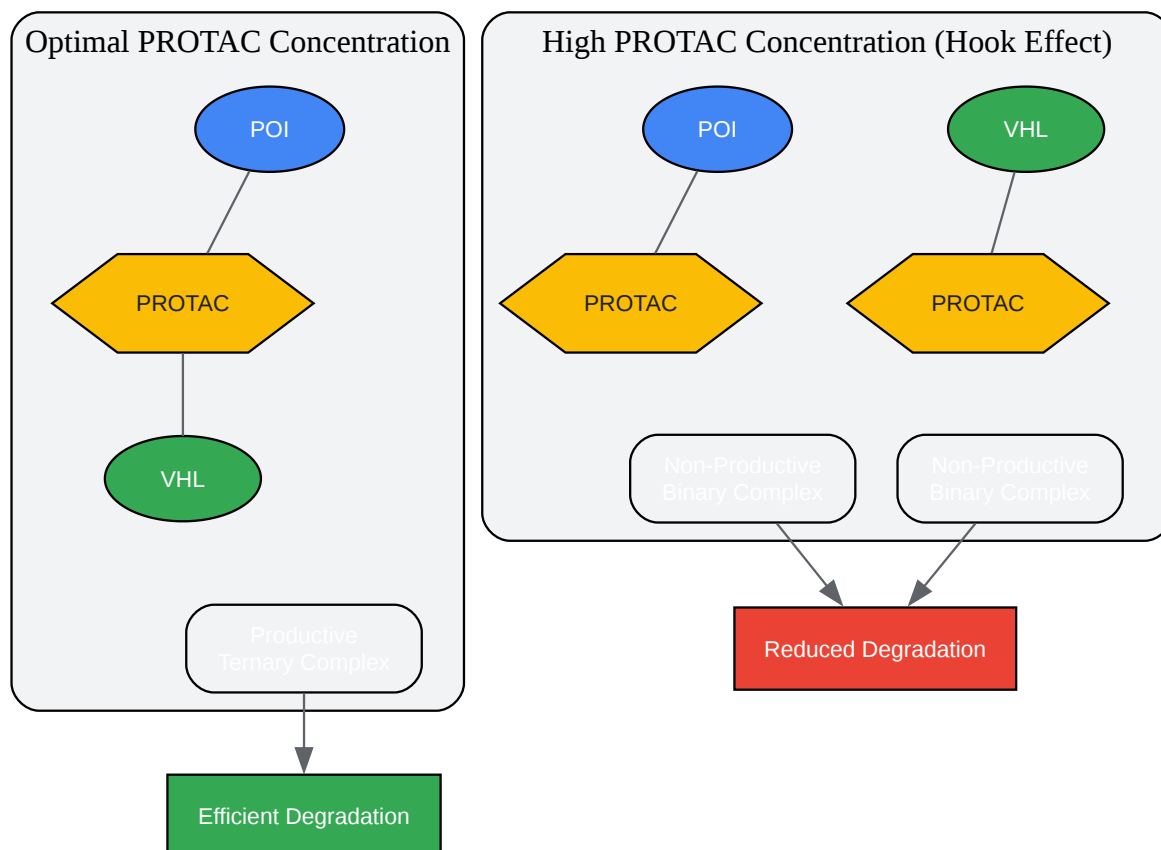 Optimal PROTAC Concentration
POI
PROTAC
VHL
Productive
Ternary Complex
Efficient Degradation
High PROTAC Concentration (Hook Effect)
POI
VHL
PROTAC
PROTAC
Non-Productive
Binary Complex
Non-Productive
Binary Complex
Reduced Degradation